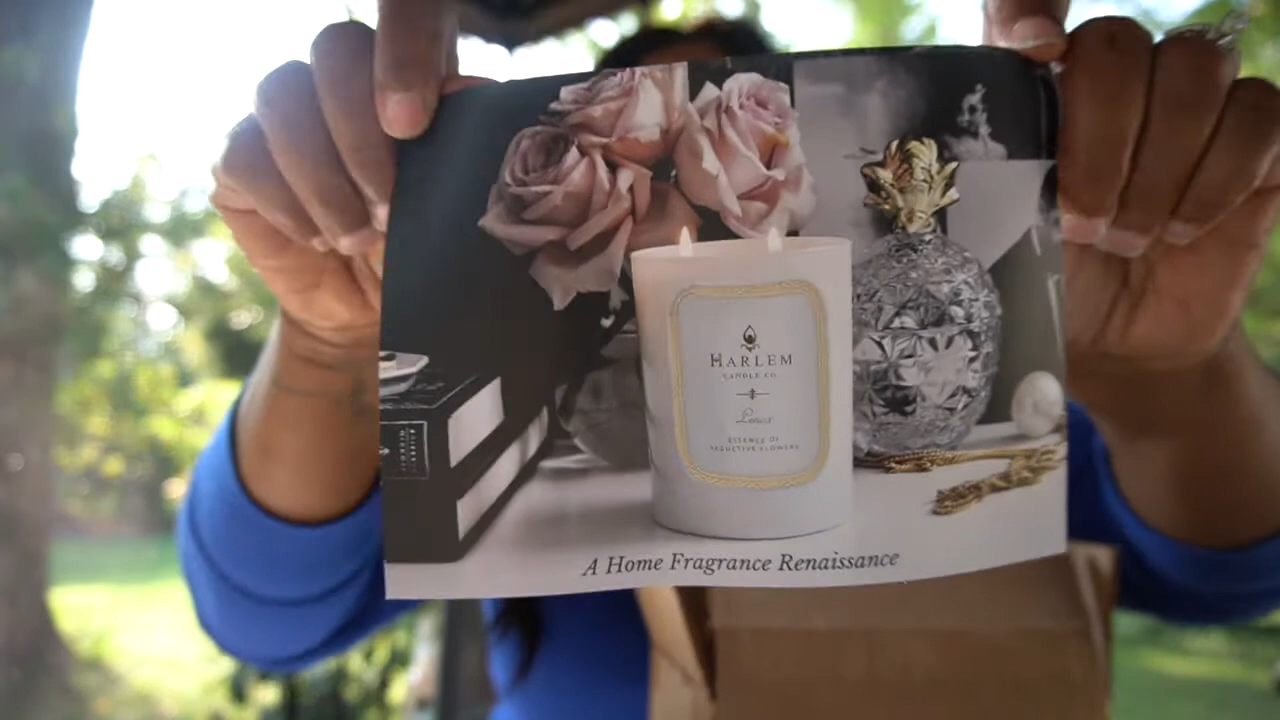 HARLEM
CANDLE CO.
Lenox
ESSENCE OF
SEDUCTIVE FLOWERS
A Home Fragrance Renaissance